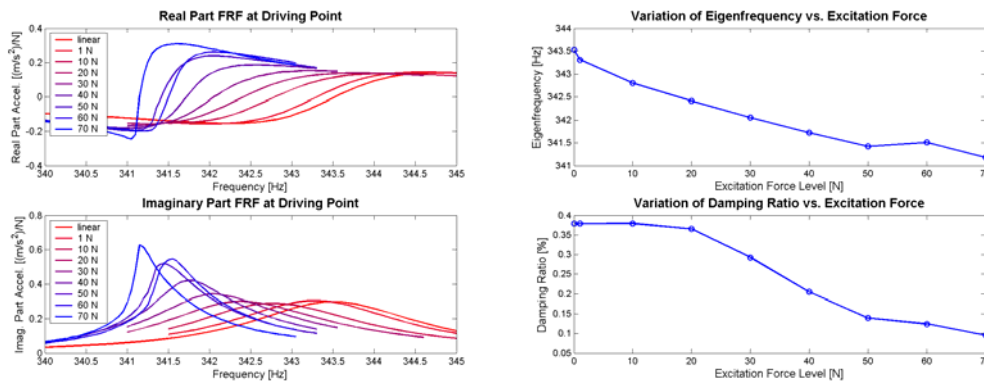 Real Part FRF at Driving Point
Real Part Accel. [(m/s²)/N]
0.4
0.2
0
-0.2
-0.4
linear
1 N
10 N
20 N
30 N
40 N
50 N
60 N
70 N
340 340.5 341 341.5 342 342.5 343 343.5 344 344.5 345
Frequency [Hz]
Imaginary Part FRF at Driving Point
Imag. Part Accel. [(m/s²)/N]
0.8
0.6
0.4
0.2
0
linear
1 N
10 N
20 N
30 N
40 N
50 N
60 N
70 N
340 340.5 341 341.5 342 342.5 343 343.5 344 344.5 345
Frequency [Hz]
Variation of Eigenfrequency vs. Excitation Force
Eigenfrequency [Hz]
344
343.5
343
342.5
342
341.5
341
0 10 20 30 40 50 60 70
Excitation Force Level [N]
Variation of Damping Ratio vs. Excitation Force
Damping Ratio [%]
0.4
0.35
0.3
0.25
0.2
0.15
0.1
0.05
0 10 20 30 40 50 60 70
Excitation Force Level [N]